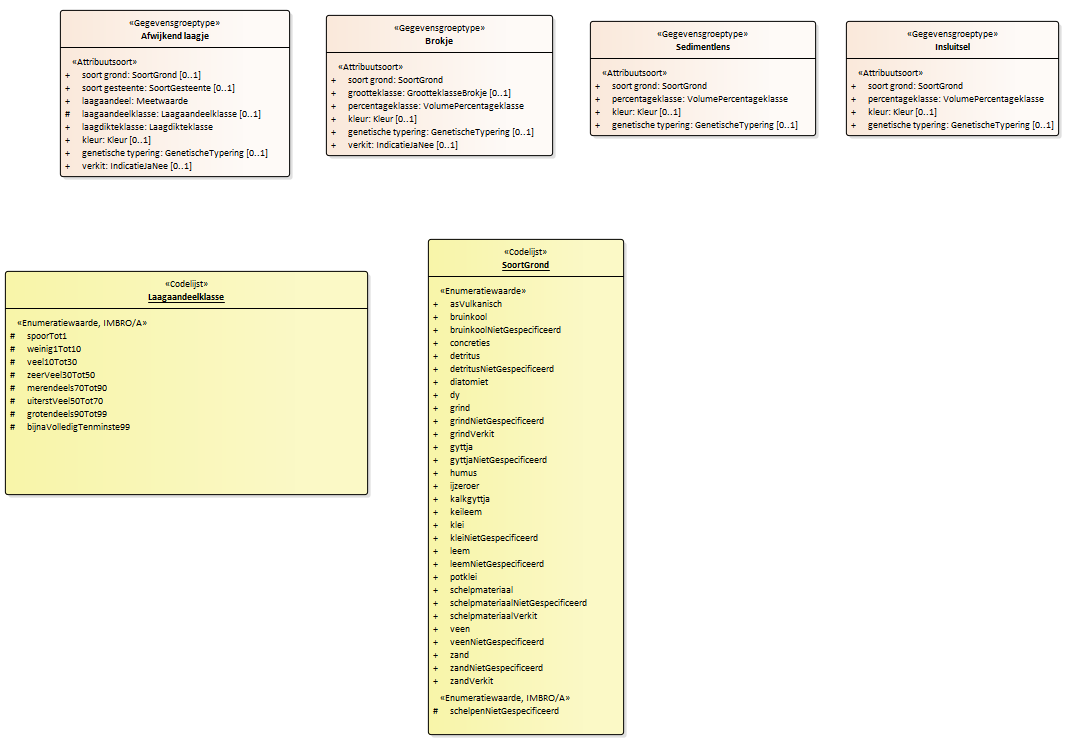 «Gegevensgroeptype»
Afwijkend laagje
«Attribuutsoort»
+ soort grond: SoortGrond [0..1]
+ soort gesteente: SoortGesteente [0..1]
+ laagaandeel: Meetwaarde
# laagaandeelklasse: Laagaandeelklasse [0..1]
+ laagdikteklasse: Laagdikteklasse
+ kleur: Kleur [0..1]
+ genetische typering: GenetischeTypering [0..1]
+ verkit: IndicatieJaNee [0..1]
«Gegevensgroeptype»
Brokje
«Attribuutsoort»
+ soort grond: SoortGrond
+ grootteklasse: GrootteklasseBrokje [0..1]
+ percentageklasse: VolumePercentageklasse
+ kleur: Kleur [0..1]
+ genetische typering: GenetischeTypering [0..1]
+ verkit: IndicatieJaNee [0..1]
«Gegevensgroeptype»
Sedimentlens
«Attribuutsoort»
+ soort grond: SoortGrond
+ percentageklasse: VolumePercentageklasse
+ kleur: Kleur [0..1]
+ genetische typering: GenetischeTypering [0..1]
«Gegevensgroeptype»
Insluitsel
«Attribuutsoort»
+ soort grond: SoortGrond
+ percentageklasse: VolumePercentageklasse
+ kleur: Kleur [0..1]
+ genetische typering: GenetischeTypering [0..1]
«Codelijst»
Laagaandeelklasse
«Enumeratiewaarde, IMBRO/A»
# spoorTot1
# weinig1Tot10
# veel10Tot30
# zeerVeel30Tot50
# merendeels70Tot90
# uiterstVeel50Tot70
# grotendeels90Tot99
# bijnaVolledigTenminste99
«Codelijst»
SoortGrond
«Enumeratiewaarde»
+ asVulkanisch
+ bruinkool
+ bruinkoolNietGespecificeerd
+ concreties
+ detritus
+ detritusNietGespecificeerd
+ diatomiet
+ dy
+ grind
+ grindNietGespecificeerd
+ grindVerkit
+ gyttja
+ gyttjaNietGespecificeerd
+ humus
+ ijzeroer
+ kalkgyttja
+ keileem
+ klei
+ kleiNietGespecificeerd
+ leem
+ leemNietGespecificeerd
+ potklei
+ schelpmateriaal
+ schelpmateriaalNietGespecificeerd
+ schelpmateriaalVerkit
+ veen
+ veenNietGespecificeerd
+ zand
+ zandNietGespecificeerd
+ zandVerkit
«Enumeratiewaarde, IMBRO/A»
# schelpenNietGespecificeerd